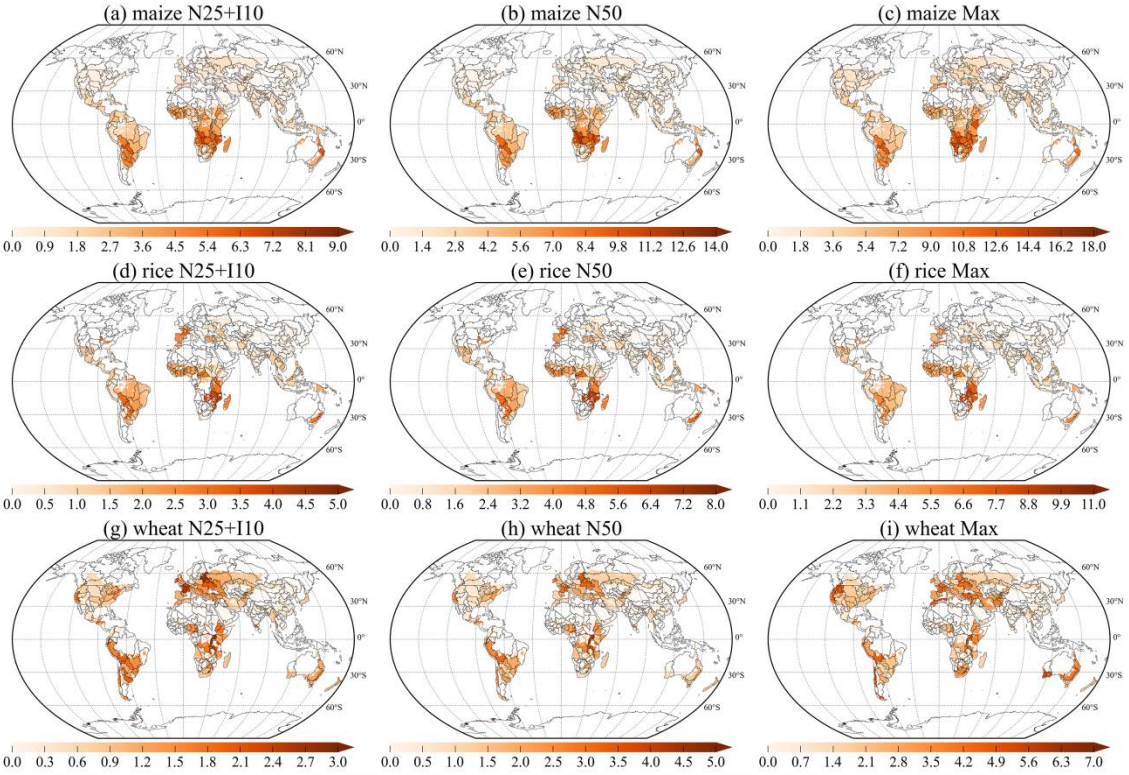 (a) maize N25+I10
(b) maize N50
(c) maize Max
60°N 60°N 60°N
30°N 30°N 30°N
0° 0° 0°
30°S 30°S 30°S
60°S 60°S 60°S
0.0 0.9 1.8 2.7 3.6 4.5 5.4 6.3 7.2 8.1 9.0
0.0 1.4 2.8 4.2 5.6 7.0 8.4 9.8 11.2 12.6 14.0
0.0 1.8 3.6 5.4 7.2 9.0 10.8 12.6 14.4 16.2 18.0
(d) rice N25+I10
(e) rice N50
(f) rice Max
60°N 60°N 60°N
30°N 30°N 30°N
0° 0° 0°
30°S 30°S 30°S
60°S 60°S 60°S
0.0 0.5 1.0 1.5 2.0 2.5 3.0 3.5 4.0 4.5 5.0
0.0 0.8 1.6 2.4 3.2 4.0 4.8 5.6 6.4 7.2 8.0
0.0 1.1 2.2 3.3 4.4 5.5 6.6 7.7 8.8 9.9 11.0
(g) wheat N25+I10
(h) wheat N50
(i) wheat Max
60°N 60°N 60°N
30°N 30°N 30°N
0° 0° 0°
30°S 30°S 30°S
60°S 60°S 60°S
0.0 0.3 0.6 0.9 1.2 1.5 1.8 2.1 2.4 2.7 3.0
0.0 0.5 1.0 1.5 2.0 2.5 3.0 3.5 4.0 4.5 5.0
0.0 0.7 1.4 2.1 2.8 3.5 4.2 4.9 5.6 6.3 7.0